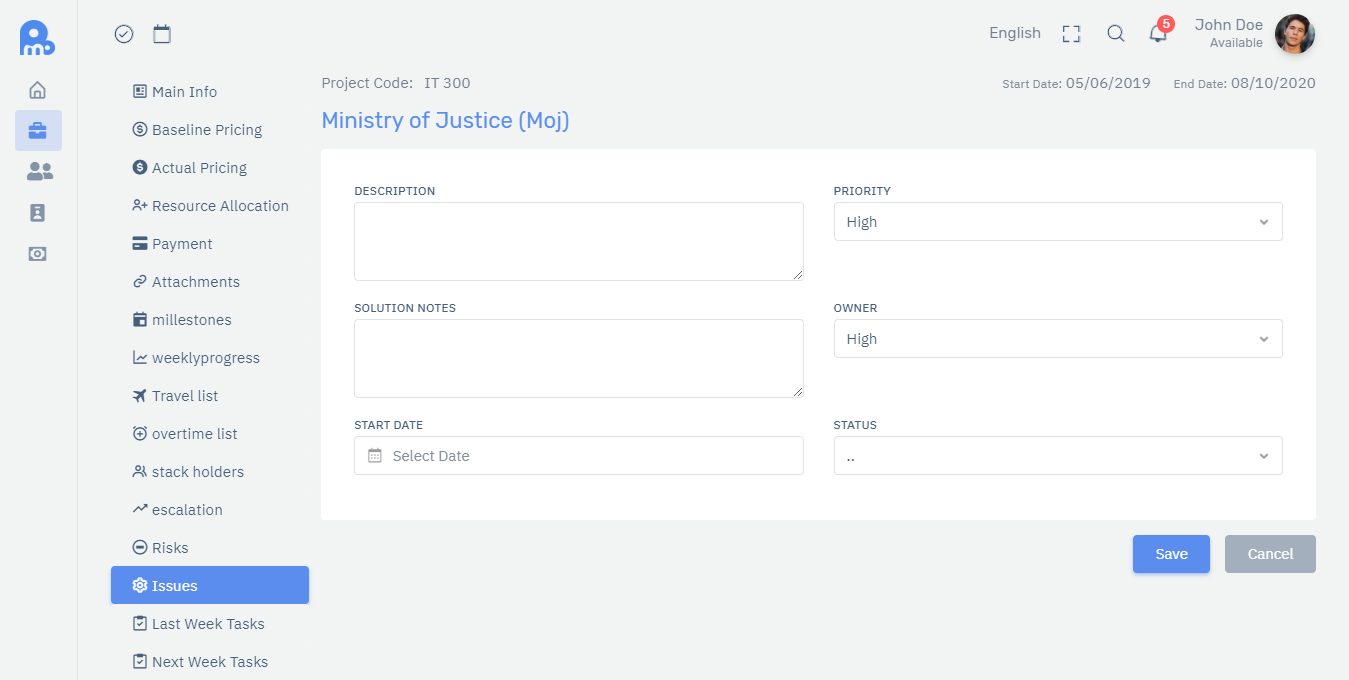 English
5
John Doe
Available
Main Info
Baseline Pricing
Actual Pricing
Resource Allocation
Payment
Attachments
millestones
weeklyprogress
Travel list
overtime list
stack holders
escalation
Risks
Issues
Last Week Tasks
Next Week Tasks
Project Code: IT 300
Start Date: 05/06/2019 End Date: 08/10/2020
Ministry of Justice (Moj)
DESCRIPTION
PRIORITY
High
SOLUTION NOTES
OWNER
High
START DATE
Select Date
STATUS
..
Save
Cancel